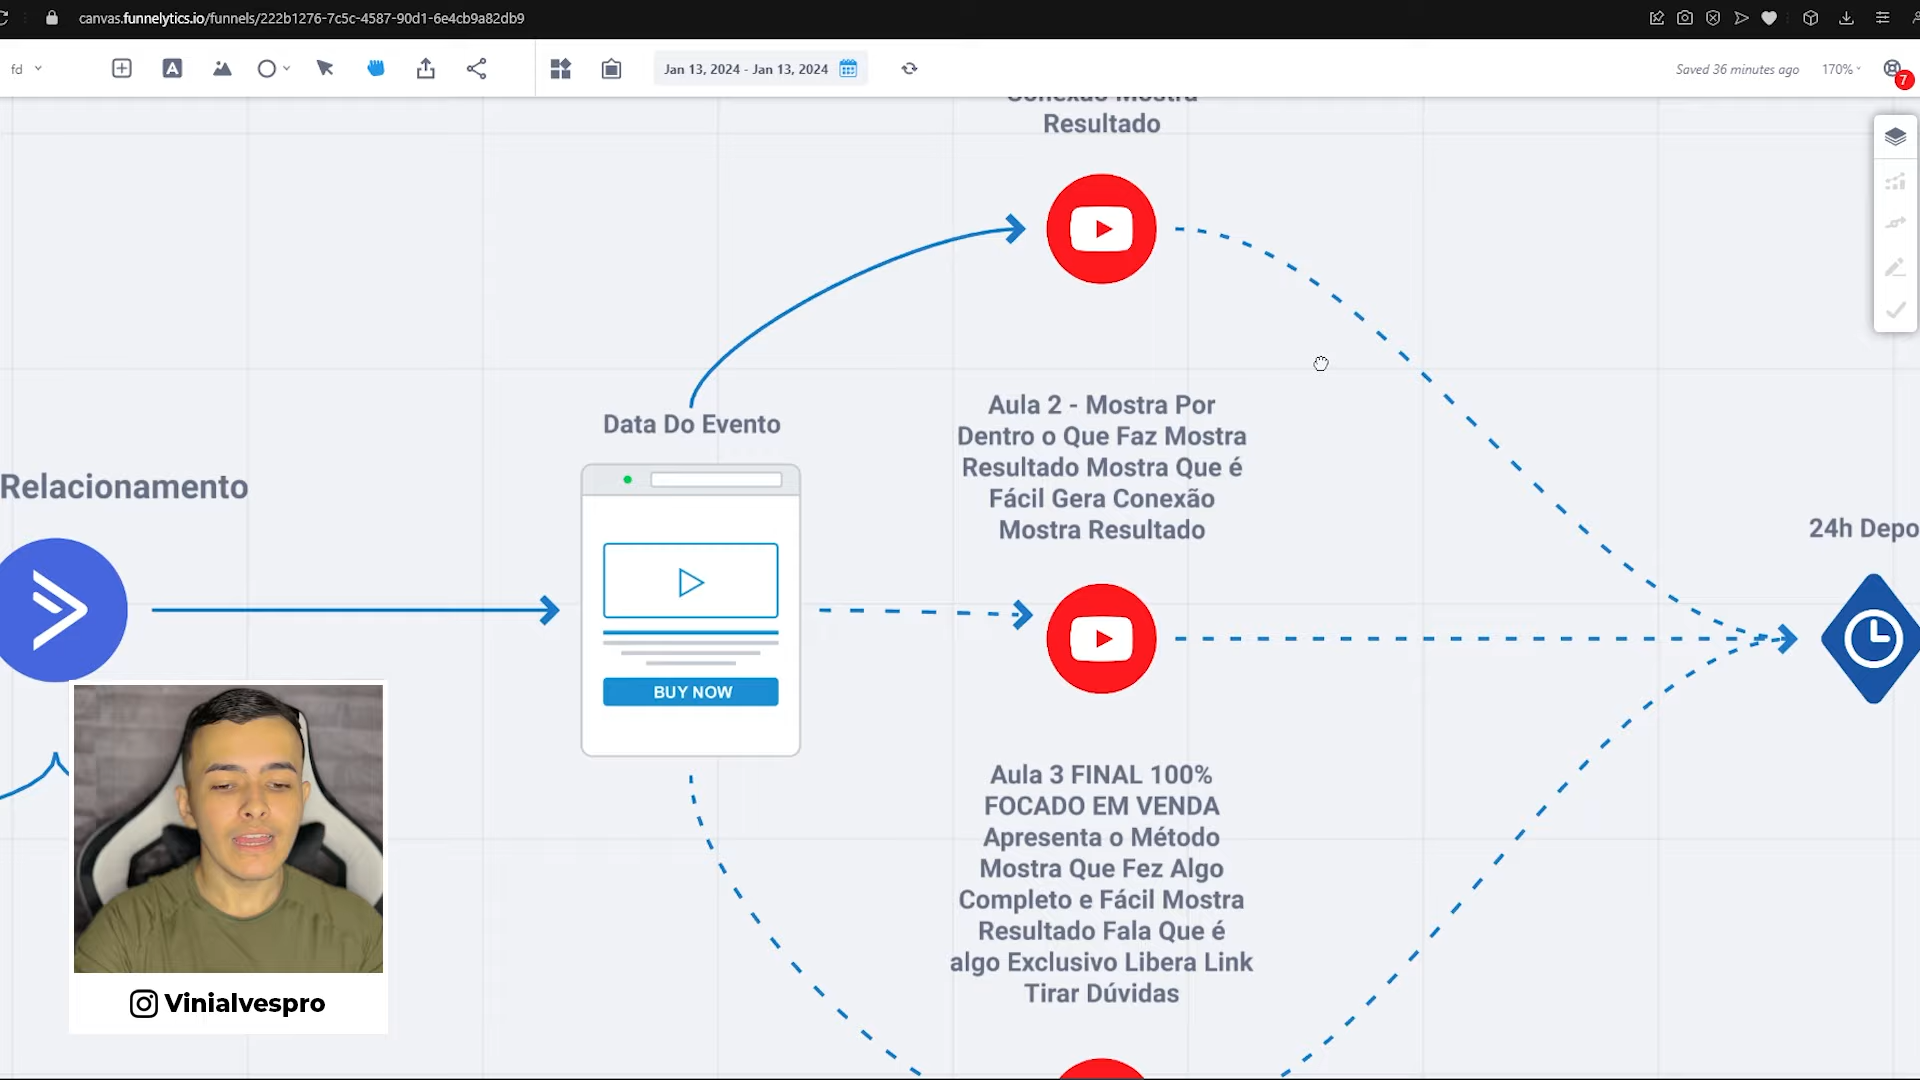 canvas.funnelytics.io/funnels/222b1276-7c5c-4587-90d1-6e4cb9a82db9
fd
A
Jan 13, 2024 - Jan 13, 2024
Saved 36 minutes ago
170%
7
Conexão Mostra
Resultado
Data Do Evento
BUY NOW
Relacionamento
Aula 2 - Mostra Por
Dentro o Que Faz Mostra
Resultado Mostra Que é
Fácil Gera Conexão
Mostra Resultado
24h Depo
Aula 3 FINAL 100%
FOCADO EM VENDA
Apresenta o Método
Mostra Que Fez Algo
Completo e Fácil Mostra
Resultado Fala Que é
algo Exclusivo Libera Link
Tirar Dúvidas
Vinialvespro